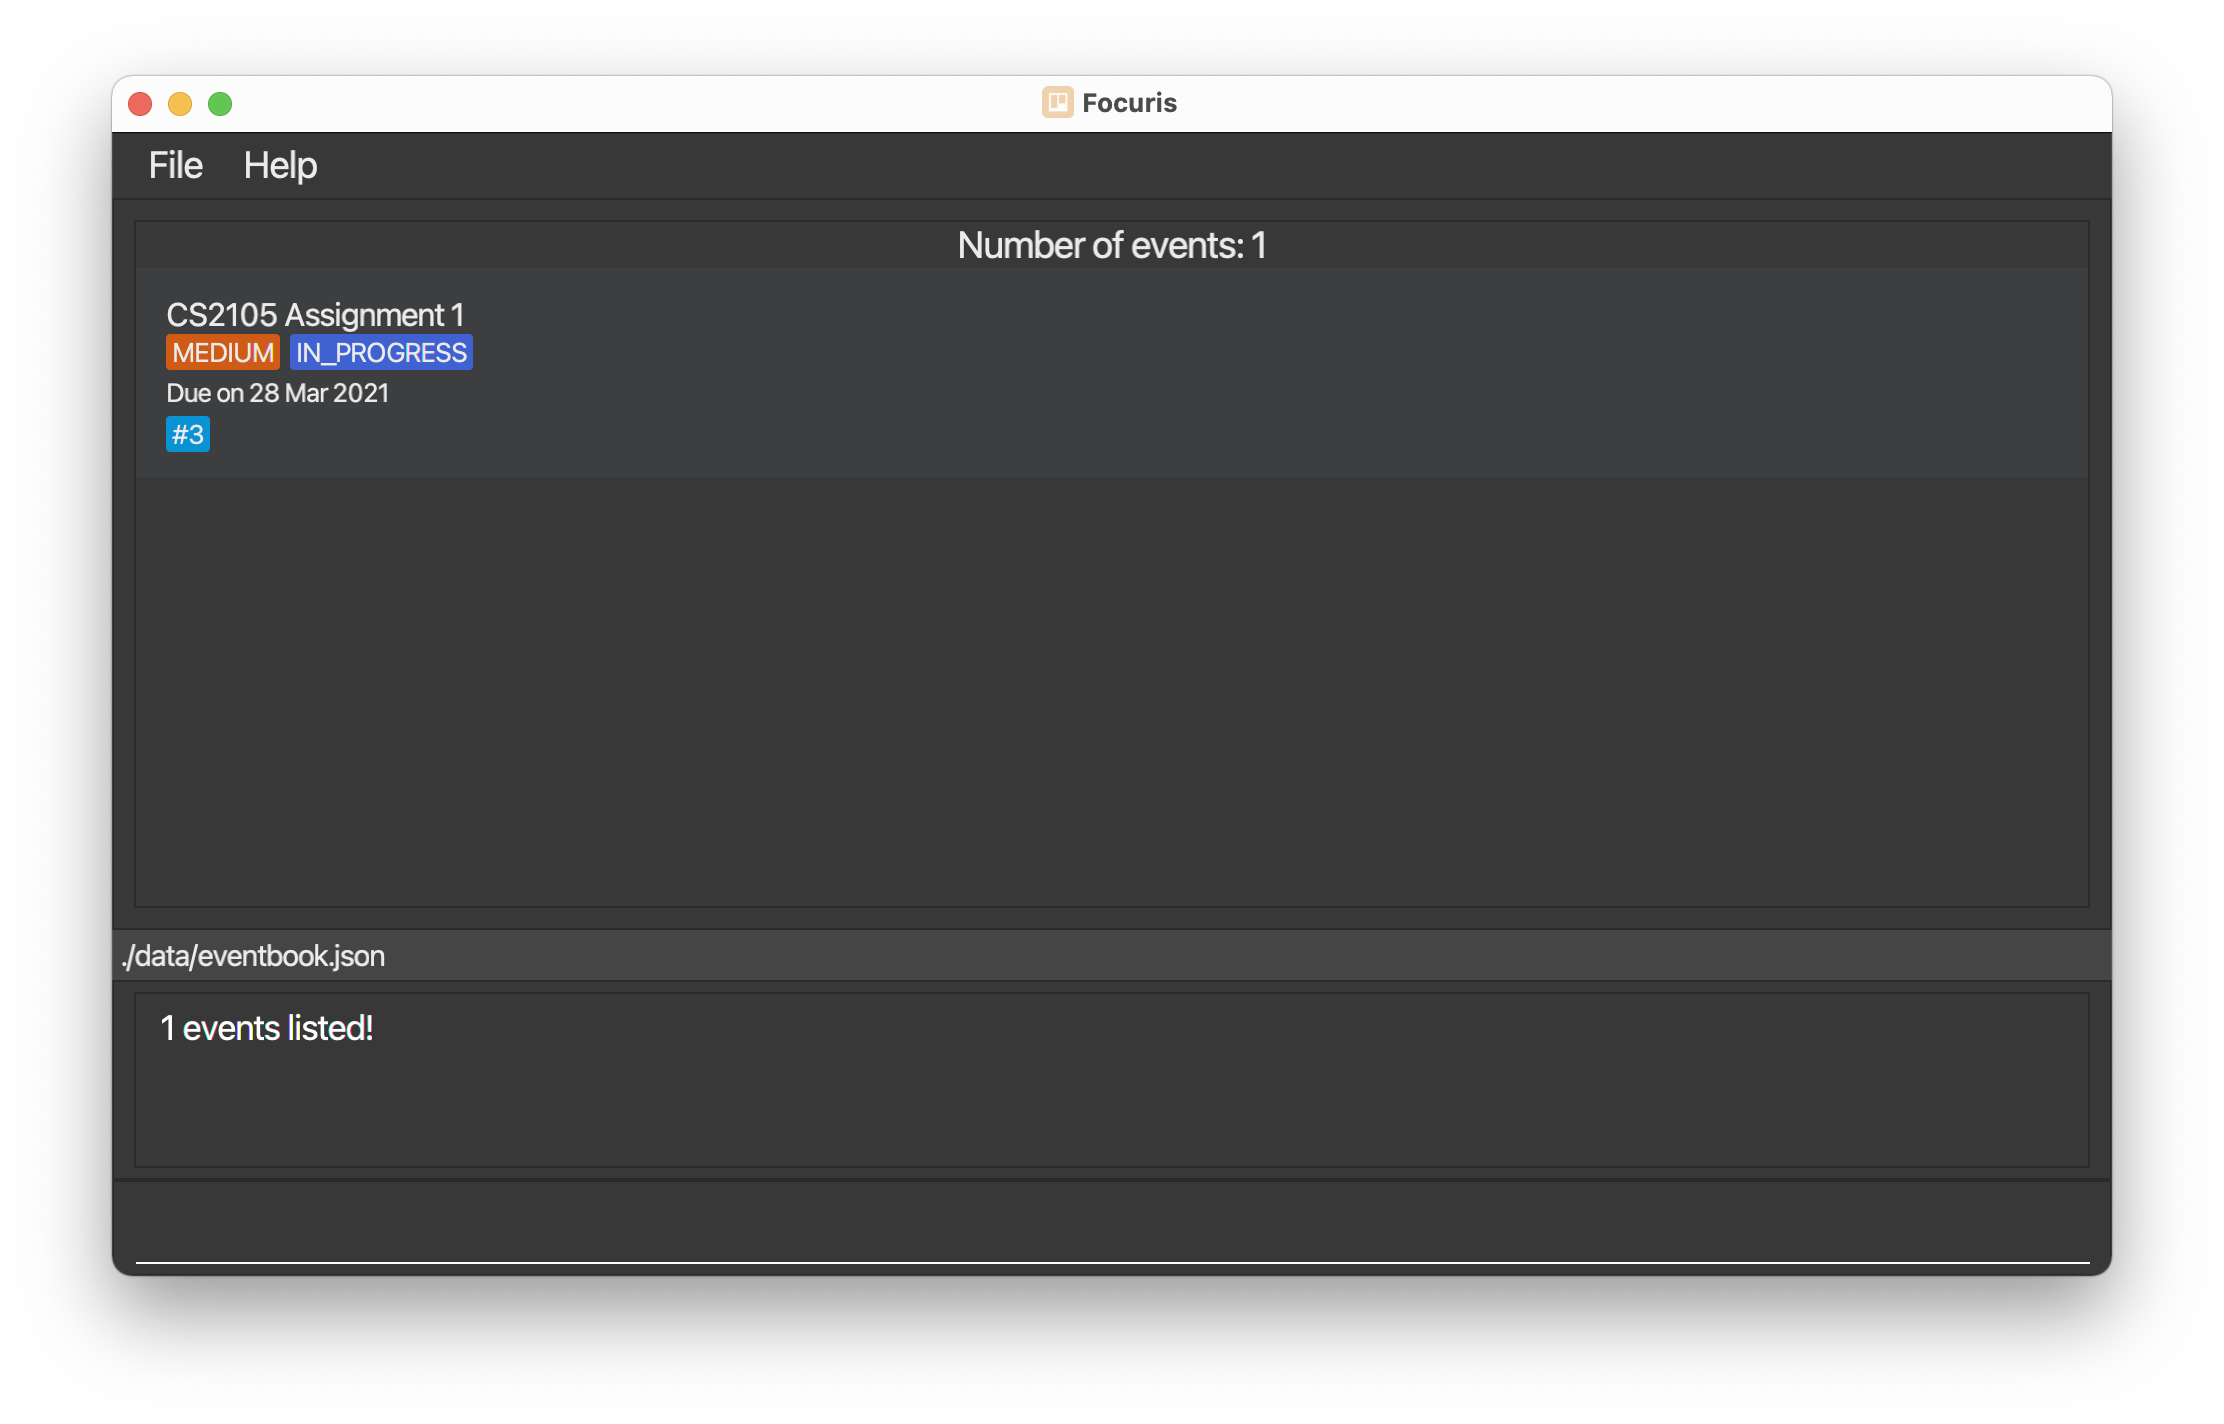 Focuris
File Help
Number of events: 1
CS2105 Assignment 1
MEDIUM IN_PROGRESS
Due on 28 Mar 2021
#3
./data/eventbook.json
1 events listed!